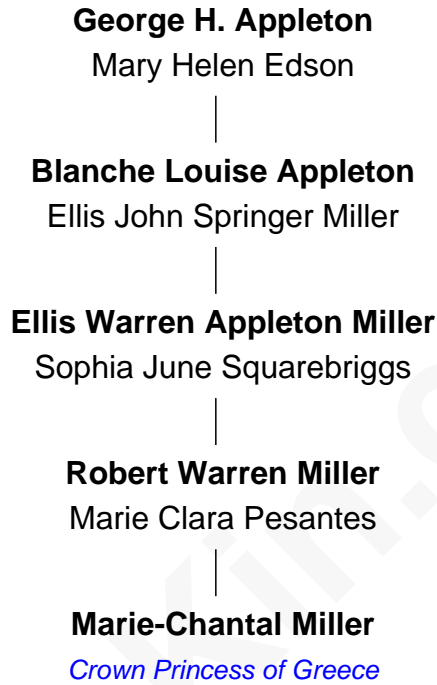 George H. Appleton
Mary Helen Edson
Blanche Louise Appleton
Ellis John Springer Miller
Ellis Warren Appleton Miller
Sophia June Squarebriggs
Robert Warren Miller
Marie Clara Pesantes
Marie-Chantal Miller
Crown Princess of Greece